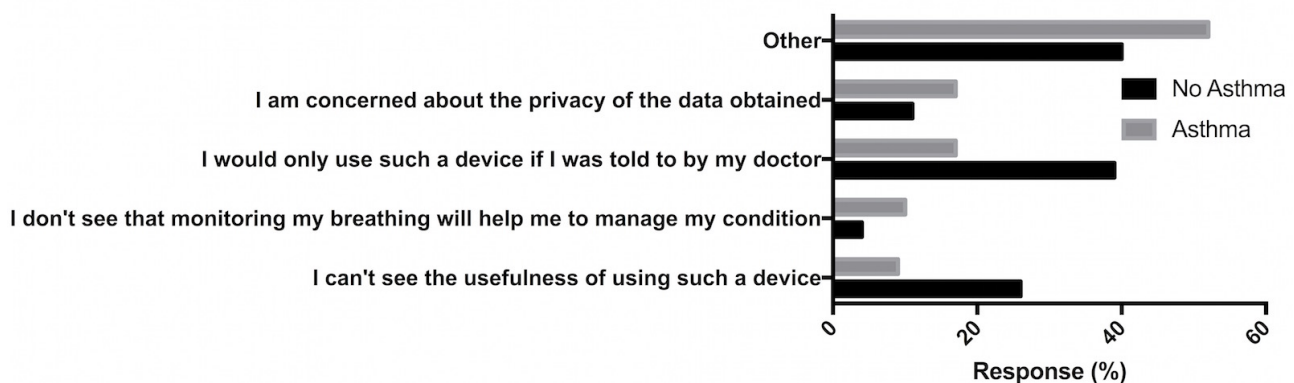 Other
I am concerned about the privacy of the data obtained
I would only use such a device if I was told to by my doctor
I don't see that monitoring my breathing will help me to manage my condition
I can't see the usefulness of using such a device
No Asthma
Asthma
0
20
40
60
Response (%)